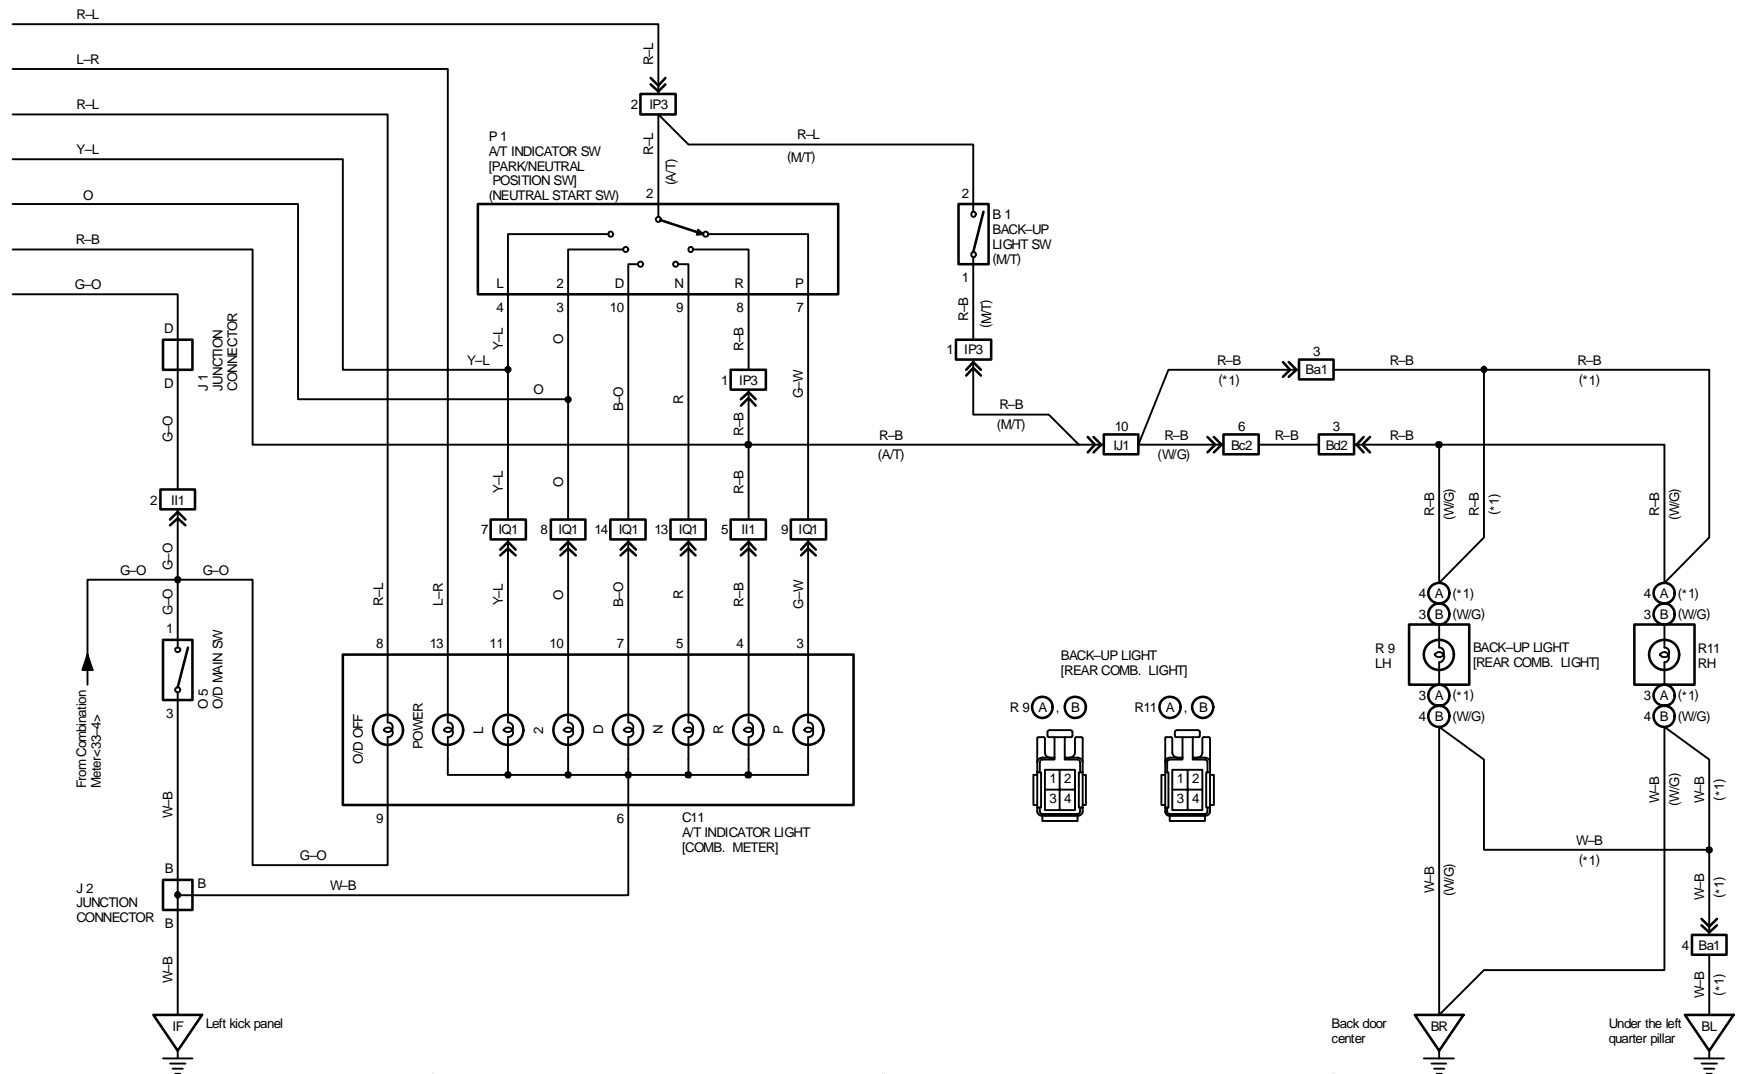 R–L
L–R
R–L
Y–L
O
R–B
G–O
R–L
2 IP3
R–L
(A/T)
R–L
(M/T)
P 1
A/T INDICATOR SW
[PARK/NEUTRAL
POSITION SW]
(NEUTRAL START SW)
2
L 2 D N R P
4 3 10 9 8 7
2
B 1
BACK–UP
LIGHT SW
(M/T)
1
R–B
(M/T)
1 IP3
R–B
(M/T)
D
J 1
JUNCTION
CONNECTOR
D
G–O
Y–L
O
Y–L
O
B–O
R
R–B
1 IP3
R–B
G–W
R–B
(A/T)
10
IJ1
R–B
(*1)
3
Ba1
R–B
R–B
(*1)
R–B
(W/G)
6
Bc2
R–B
3
Bd2
R–B
R–B
(W/G)
R–B
(*1)
R–B
(W/G)
2 II1
G–O
G–O
G–O
G–O
Y–L
O
R–B
7 IQ1
8 IQ1
14 IQ1
13 IQ1
5 II1
9 IQ1
R–L
L–R
Y–L
O
B–O
R
R–B
G–W
1
O 5
O/D MAIN SW
3
From Combination
Meter<33–4>
8 13 11 10 7 5 4 3
O/D OFF
POWER
L
2
D
N
R
P
9
6
C11
A/T INDICATOR LIGHT
[COMB. METER]
G–O
W–B
B
B
J 2
JUNCTION
CONNECTOR
B
W–B
W–B
IF
Left kick panel
BACK–UP LIGHT
[REAR COMB. LIGHT]
R 9 A , B
R11 A , B
1 2
3 4
1 2
3 4
4 A (*1)
3 B (W/G)
R 9
LH
BACK–UP LIGHT
[REAR COMB. LIGHT]
3 A (*1)
4 B (W/G)
4 A (*1)
3 B (W/G)
R11
RH
3 A (*1)
4 B (W/G)
W–B
(W/G)
W–B
(*1)
W–B
(*1)
W–B
(W/G)
W–B
(*1)
4 Ba1
W–B
(*1)
Back door
center
BR
Under the left
quarter pillar
BL